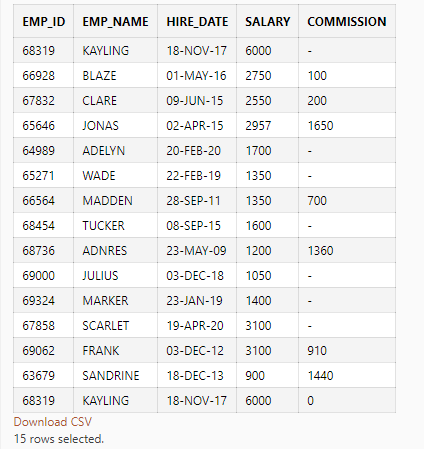 EMP_ID EMP_NAME HIRE_DATE SALARY COMMISSION
68319 KAYLING 18-NOV-17 6000 -
66928 BLAZE 01-MAY-16 2750 100
67832 CLARE 09-JUN-15 2550 200
65646 JONAS 02-APR-15 2957 1650
64989 ADELYN 20-FEB-20 1700 -
65271 WADE 22-FEB-19 1350 -
66564 MADDEN 28-SEP-11 1350 700
68454 TUCKER 08-SEP-15 1600 -
68736 ADNRES 23-MAY-09 1200 1360
69000 JULIUS 03-DEC-18 1050 -
69324 MARKER 23-JAN-19 1400 -
67858 SCARLET 19-APR-20 3100 -
69062 FRANK 03-DEC-12 3100 910
63679 SANDRINE 18-DEC-13 900 1440
68319 KAYLING 18-NOV-17 6000 0
Download CSV
15 rows selected.